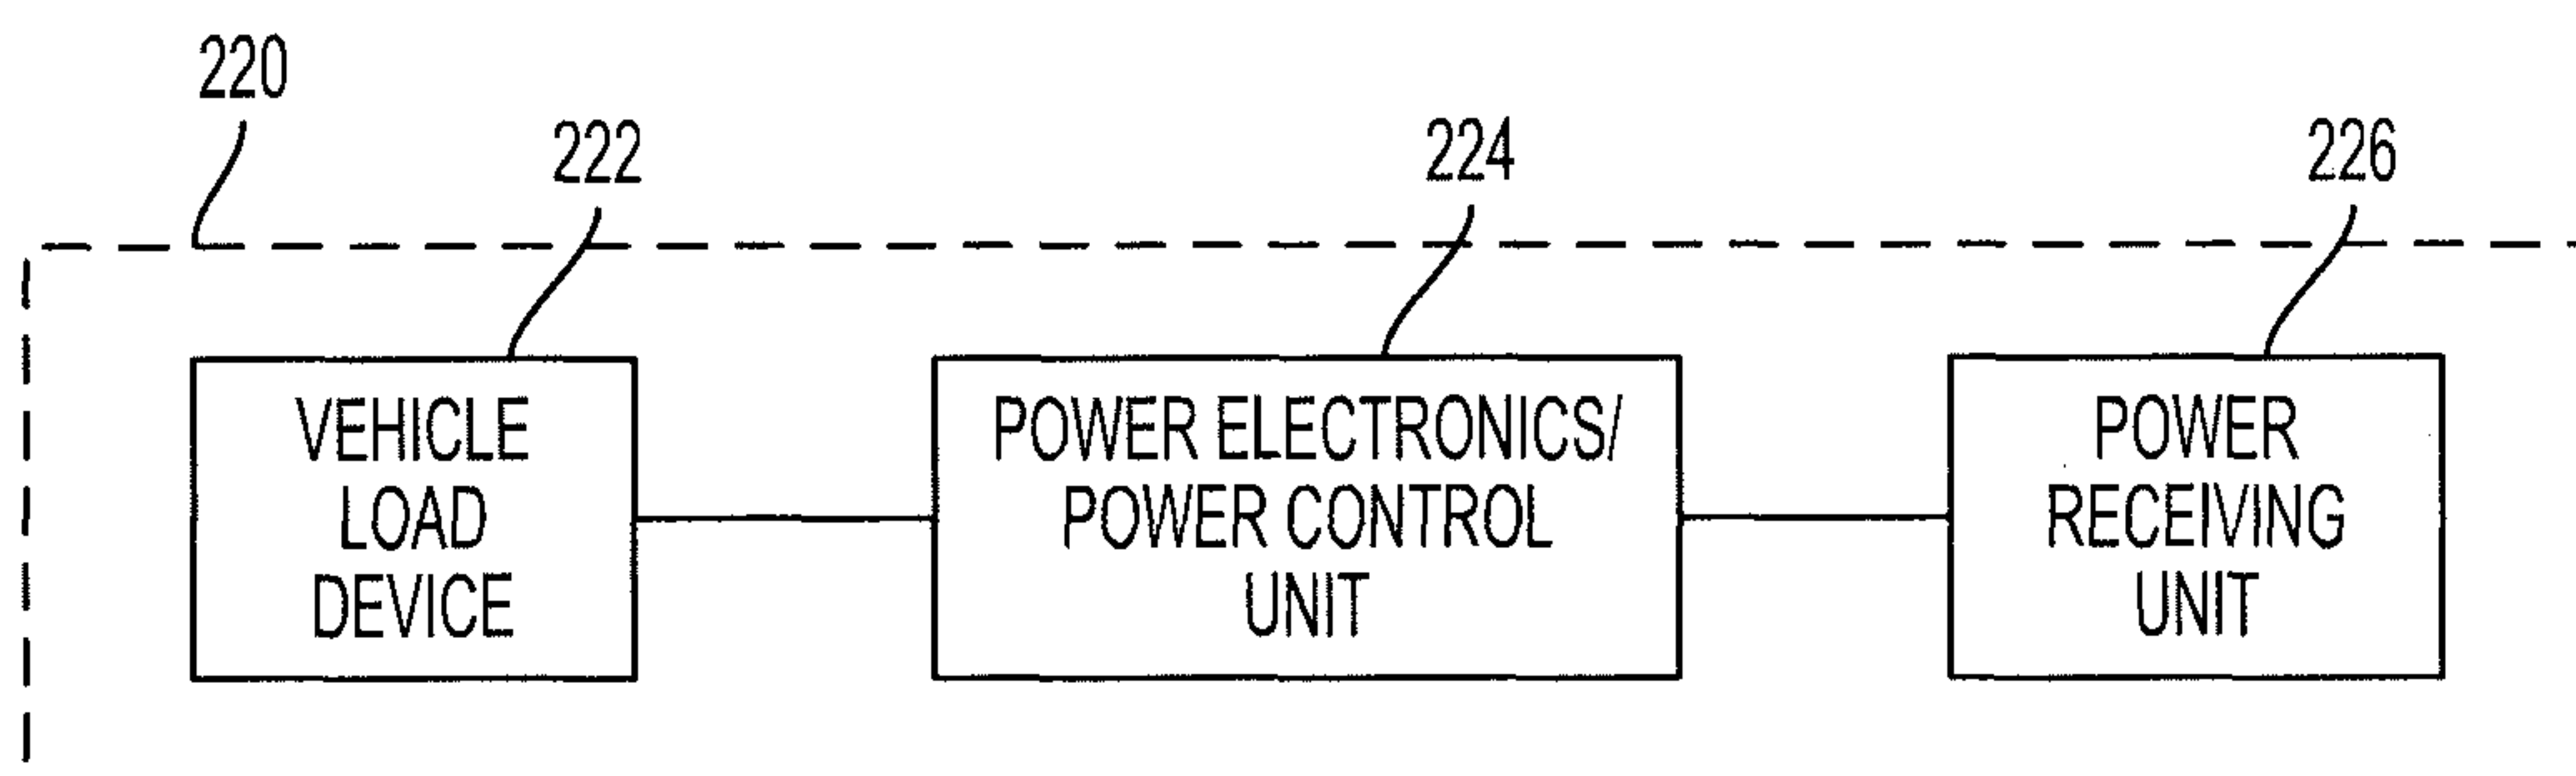 220
222
224
226
VEHICLE
LOAD
DEVICE
POWER ELECTRONICS/
POWER CONTROL
UNIT
POWER
RECEIVING
UNIT